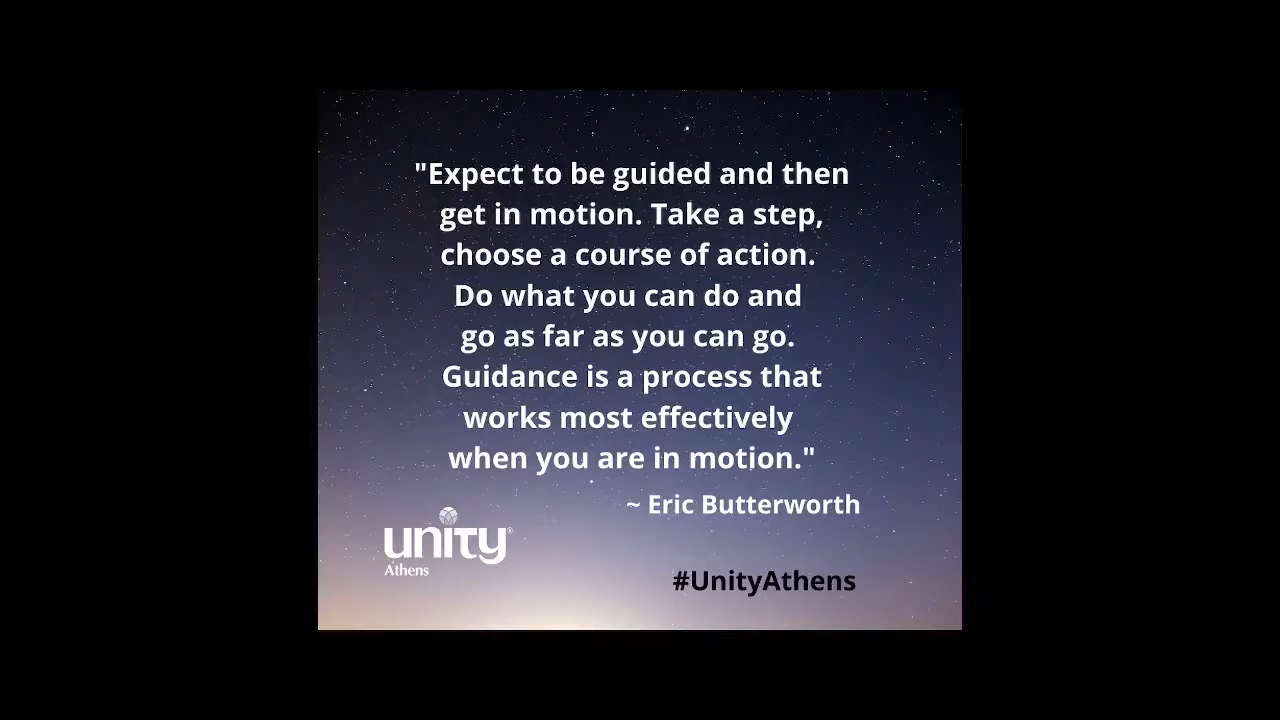 "Expect to be guided and then
get in motion. Take a step,
choose a course of action.
Do what you can do and
go as far as you can go.
Guidance is a process that
works most effectively
when you are in motion."
~ Eric Butterworth
unity®
Athens
#UnityAthens